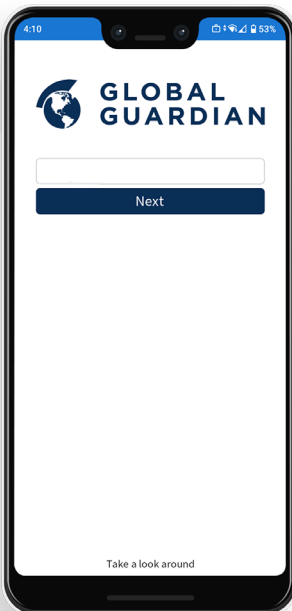 4:10
53%
GLOBAL
GUARDIAN
Next
Take a look around